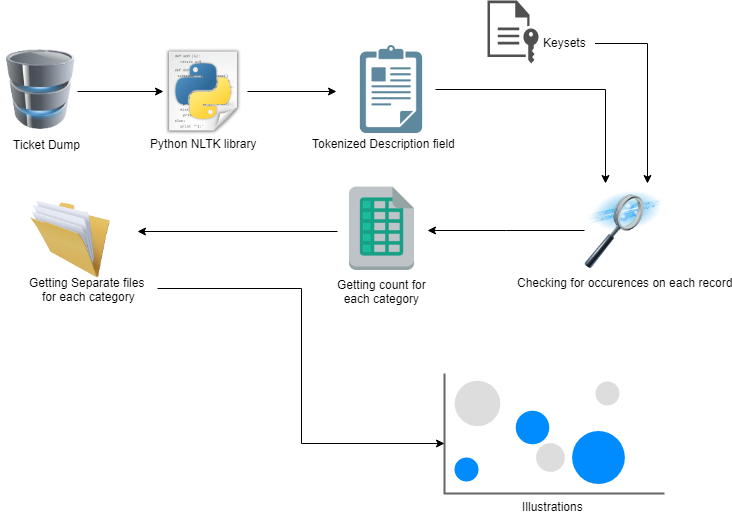 Keysets
Ticket Dump
Python NLTK library
Tokenized Description field
Getting Separate files
for each category
Getting count for
each category
Checking for occurences on each record
Illustrations